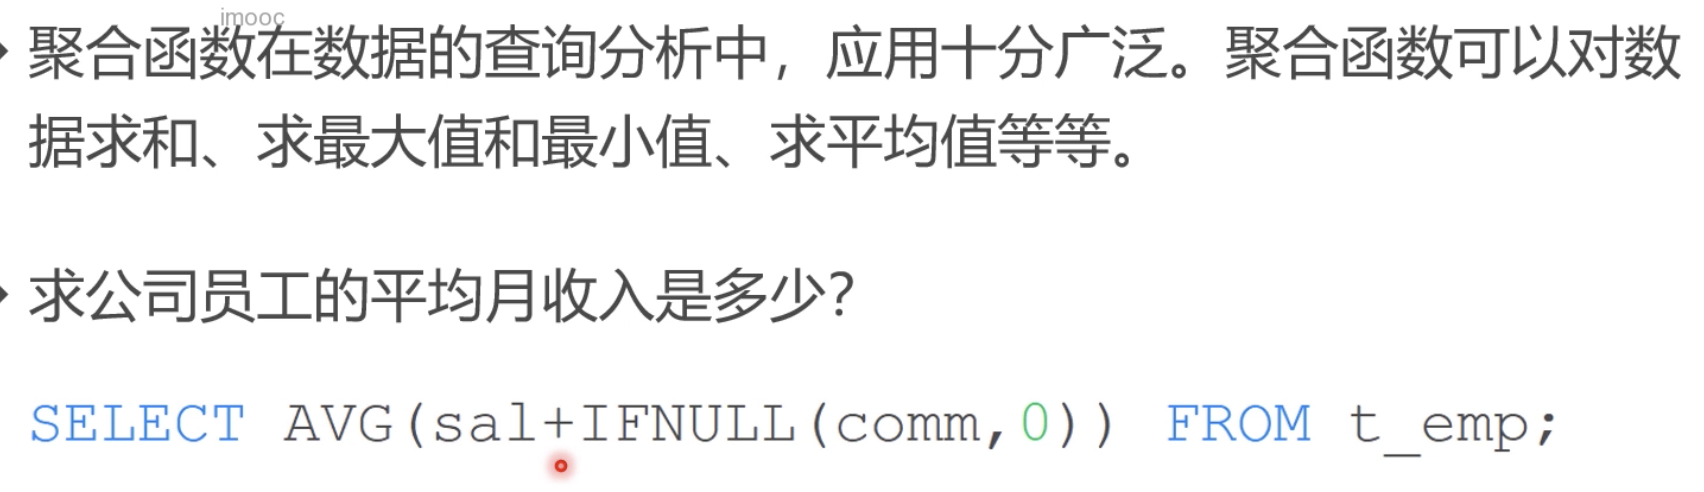 imooc
聚合函数在数据的查询分析中，应用十分广泛。聚合函数可以对数
据求和、求最大值和最小值、求平均值等等。
求公司员工的平均月收入是多少？
SELECT AVG(sal+IFNULL(comm,0)) FROM t_emp;